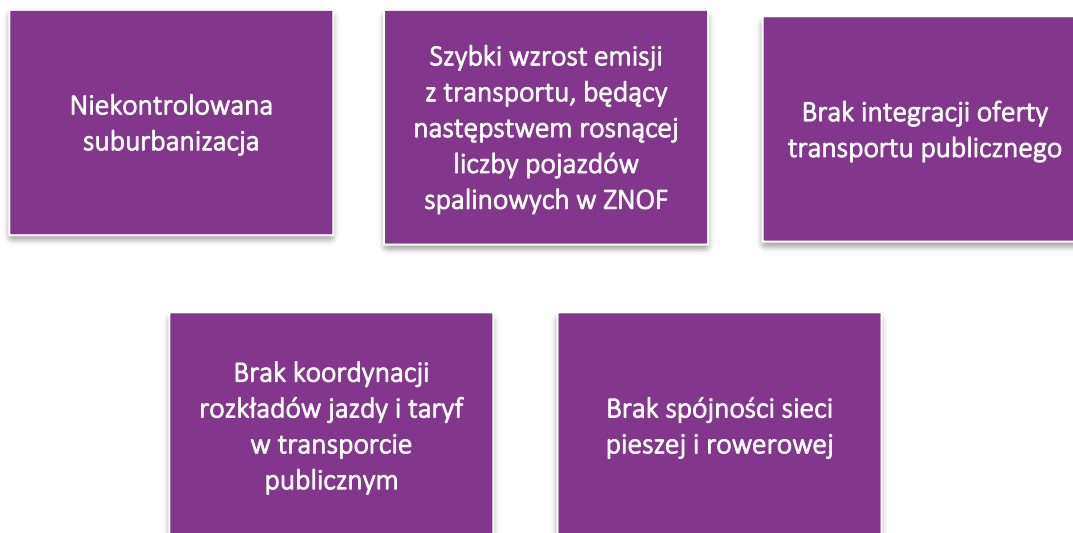 Niekontrolowana
suburbanizacja
Szybki wzrost emisji
z transportu, będący
następstwem rosnącej
liczby pojazdów
spalinowych w ZNOF
Brak integracji oferty
transportu publicznego
Brak koordynacji
rozkładów jazdy i taryf
w transporcie
publicznym
Brak spójności sieci
pieszej i rowerowej